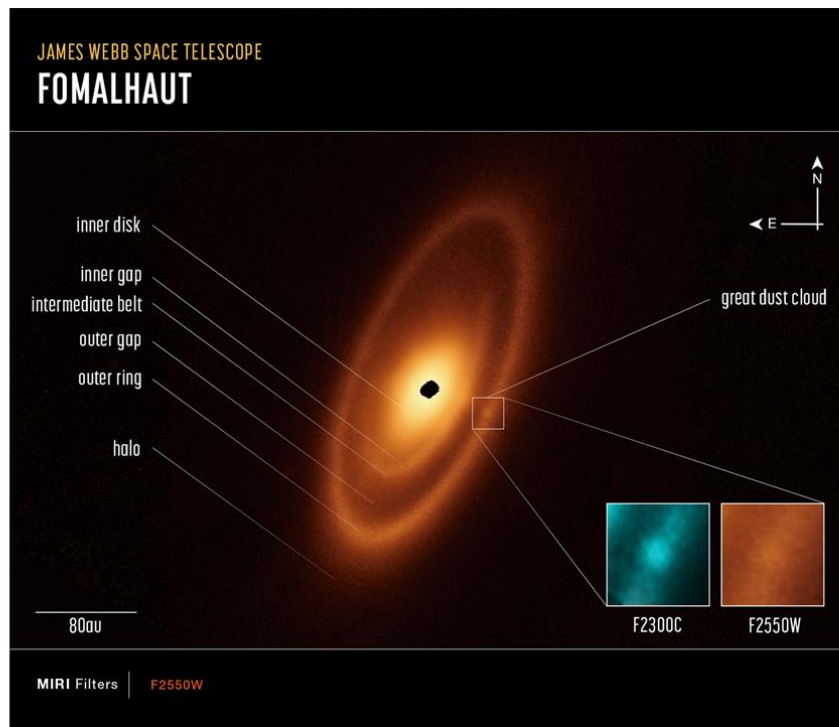 JAMES WEBB SPACE TELESCOPE
FOMALHAUT
N
E
inner disk
inner gap
intermediate belt
outer gap
outer ring
halo
great dust cloud
80au
F2300C
F2550W
MIRI Filters
F2550W